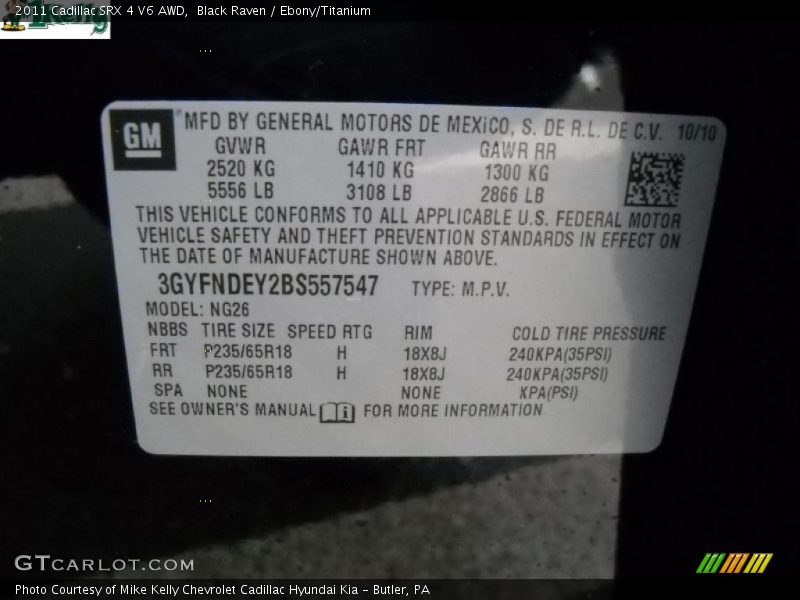 2011 Cadillac SRX 4 V6 AWD, Black Raven / Ebony/Titanium
GM
MFD BY GENERAL MOTORS DE MEXICO, S. DE R.L. DE C.V. 10/10
GVWR GAWR FRT GAWR RR
2520 KG 1410 KG 1300 KG
5556 LB 3108 LB 2866 LB
THIS VEHICLE CONFORMS TO ALL APPLICABLE U.S. FEDERAL MOTOR
VEHICLE SAFETY AND THEFT PREVENTION STANDARDS IN EFFECT ON
THE DATE OF MANUFACTURE SHOWN ABOVE.
3GYFNDEY2BS557547 TYPE: M.P.V.
MODEL: NG26
NBBS TIRE SIZE SPEED RTG RIM COLD TIRE PRESSURE
FRT P235/65R18 H 18X8J 240KPA(35PSI)
RR P235/65R18 H 18X8J 240KPA(35PSI)
SPA NONE NONE KPA(PSI)
SEE OWNER'S MANUAL FOR MORE INFORMATION
GTCARLOT.COM
Photo Courtesy of Mike Kelly Chevrolet Cadillac Hyundai Kia - Butler, PA